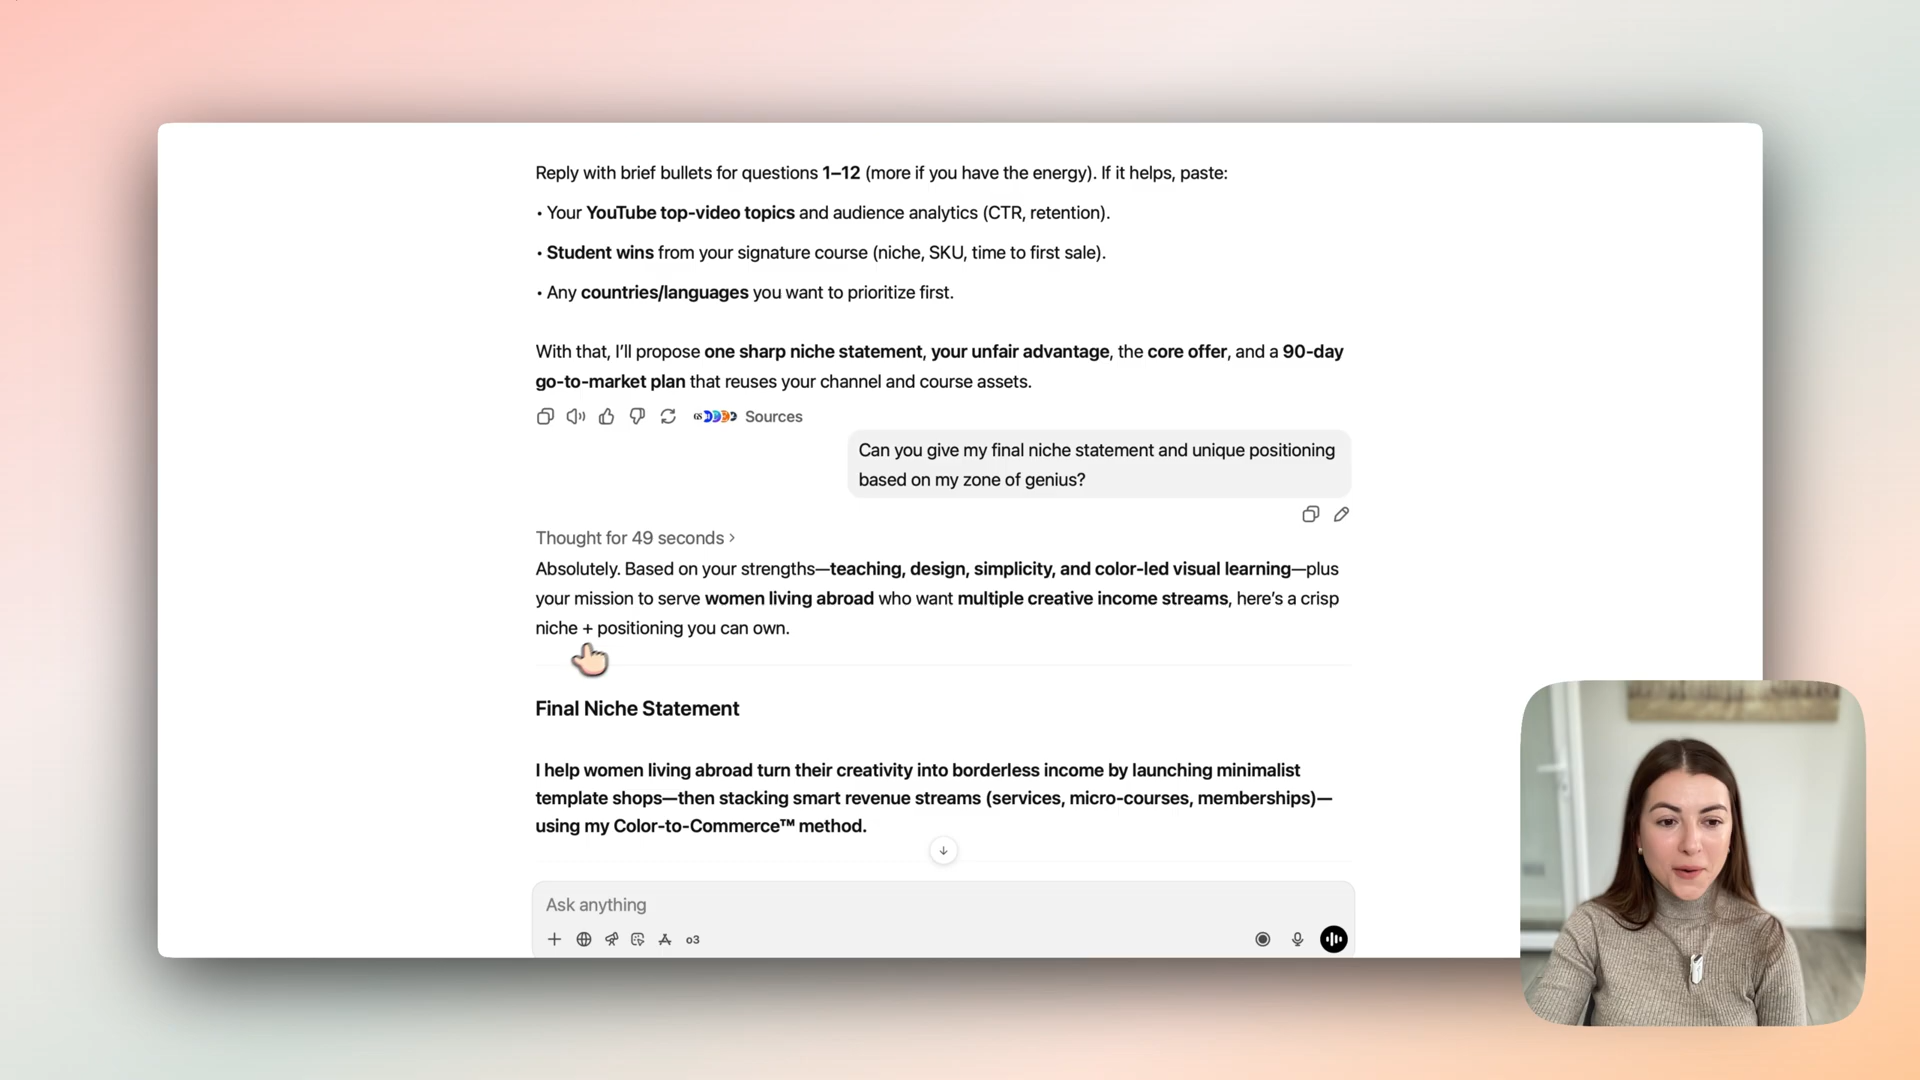 Reply with brief bullets for questions 1–12 (more if you have the energy). If it helps, paste:
• Your YouTube top-video topics and audience analytics (CTR, retention).
• Student wins from your signature course (niche, SKU, time to first sale).
• Any countries/languages you want to prioritize first.
With that, I’ll propose one sharp niche statement, your unfair advantage, the core offer, and a 90-day
go-to-market plan that reuses your channel and course assets.
Sources
Can you give my final niche statement and unique positioning
based on my zone of genius?
Thought for 49 seconds >
Absolutely. Based on your strengths—teaching, design, simplicity, and color-led visual learning—plus
your mission to serve women living abroad who want multiple creative income streams, here’s a crisp
niche + positioning you can own.
Final Niche Statement
I help women living abroad turn their creativity into borderless income by launching minimalist
template shops—then stacking smart revenue streams (services, micro-courses, memberships)—
using my Color-to-Commerce™ method.
Ask anything
o3